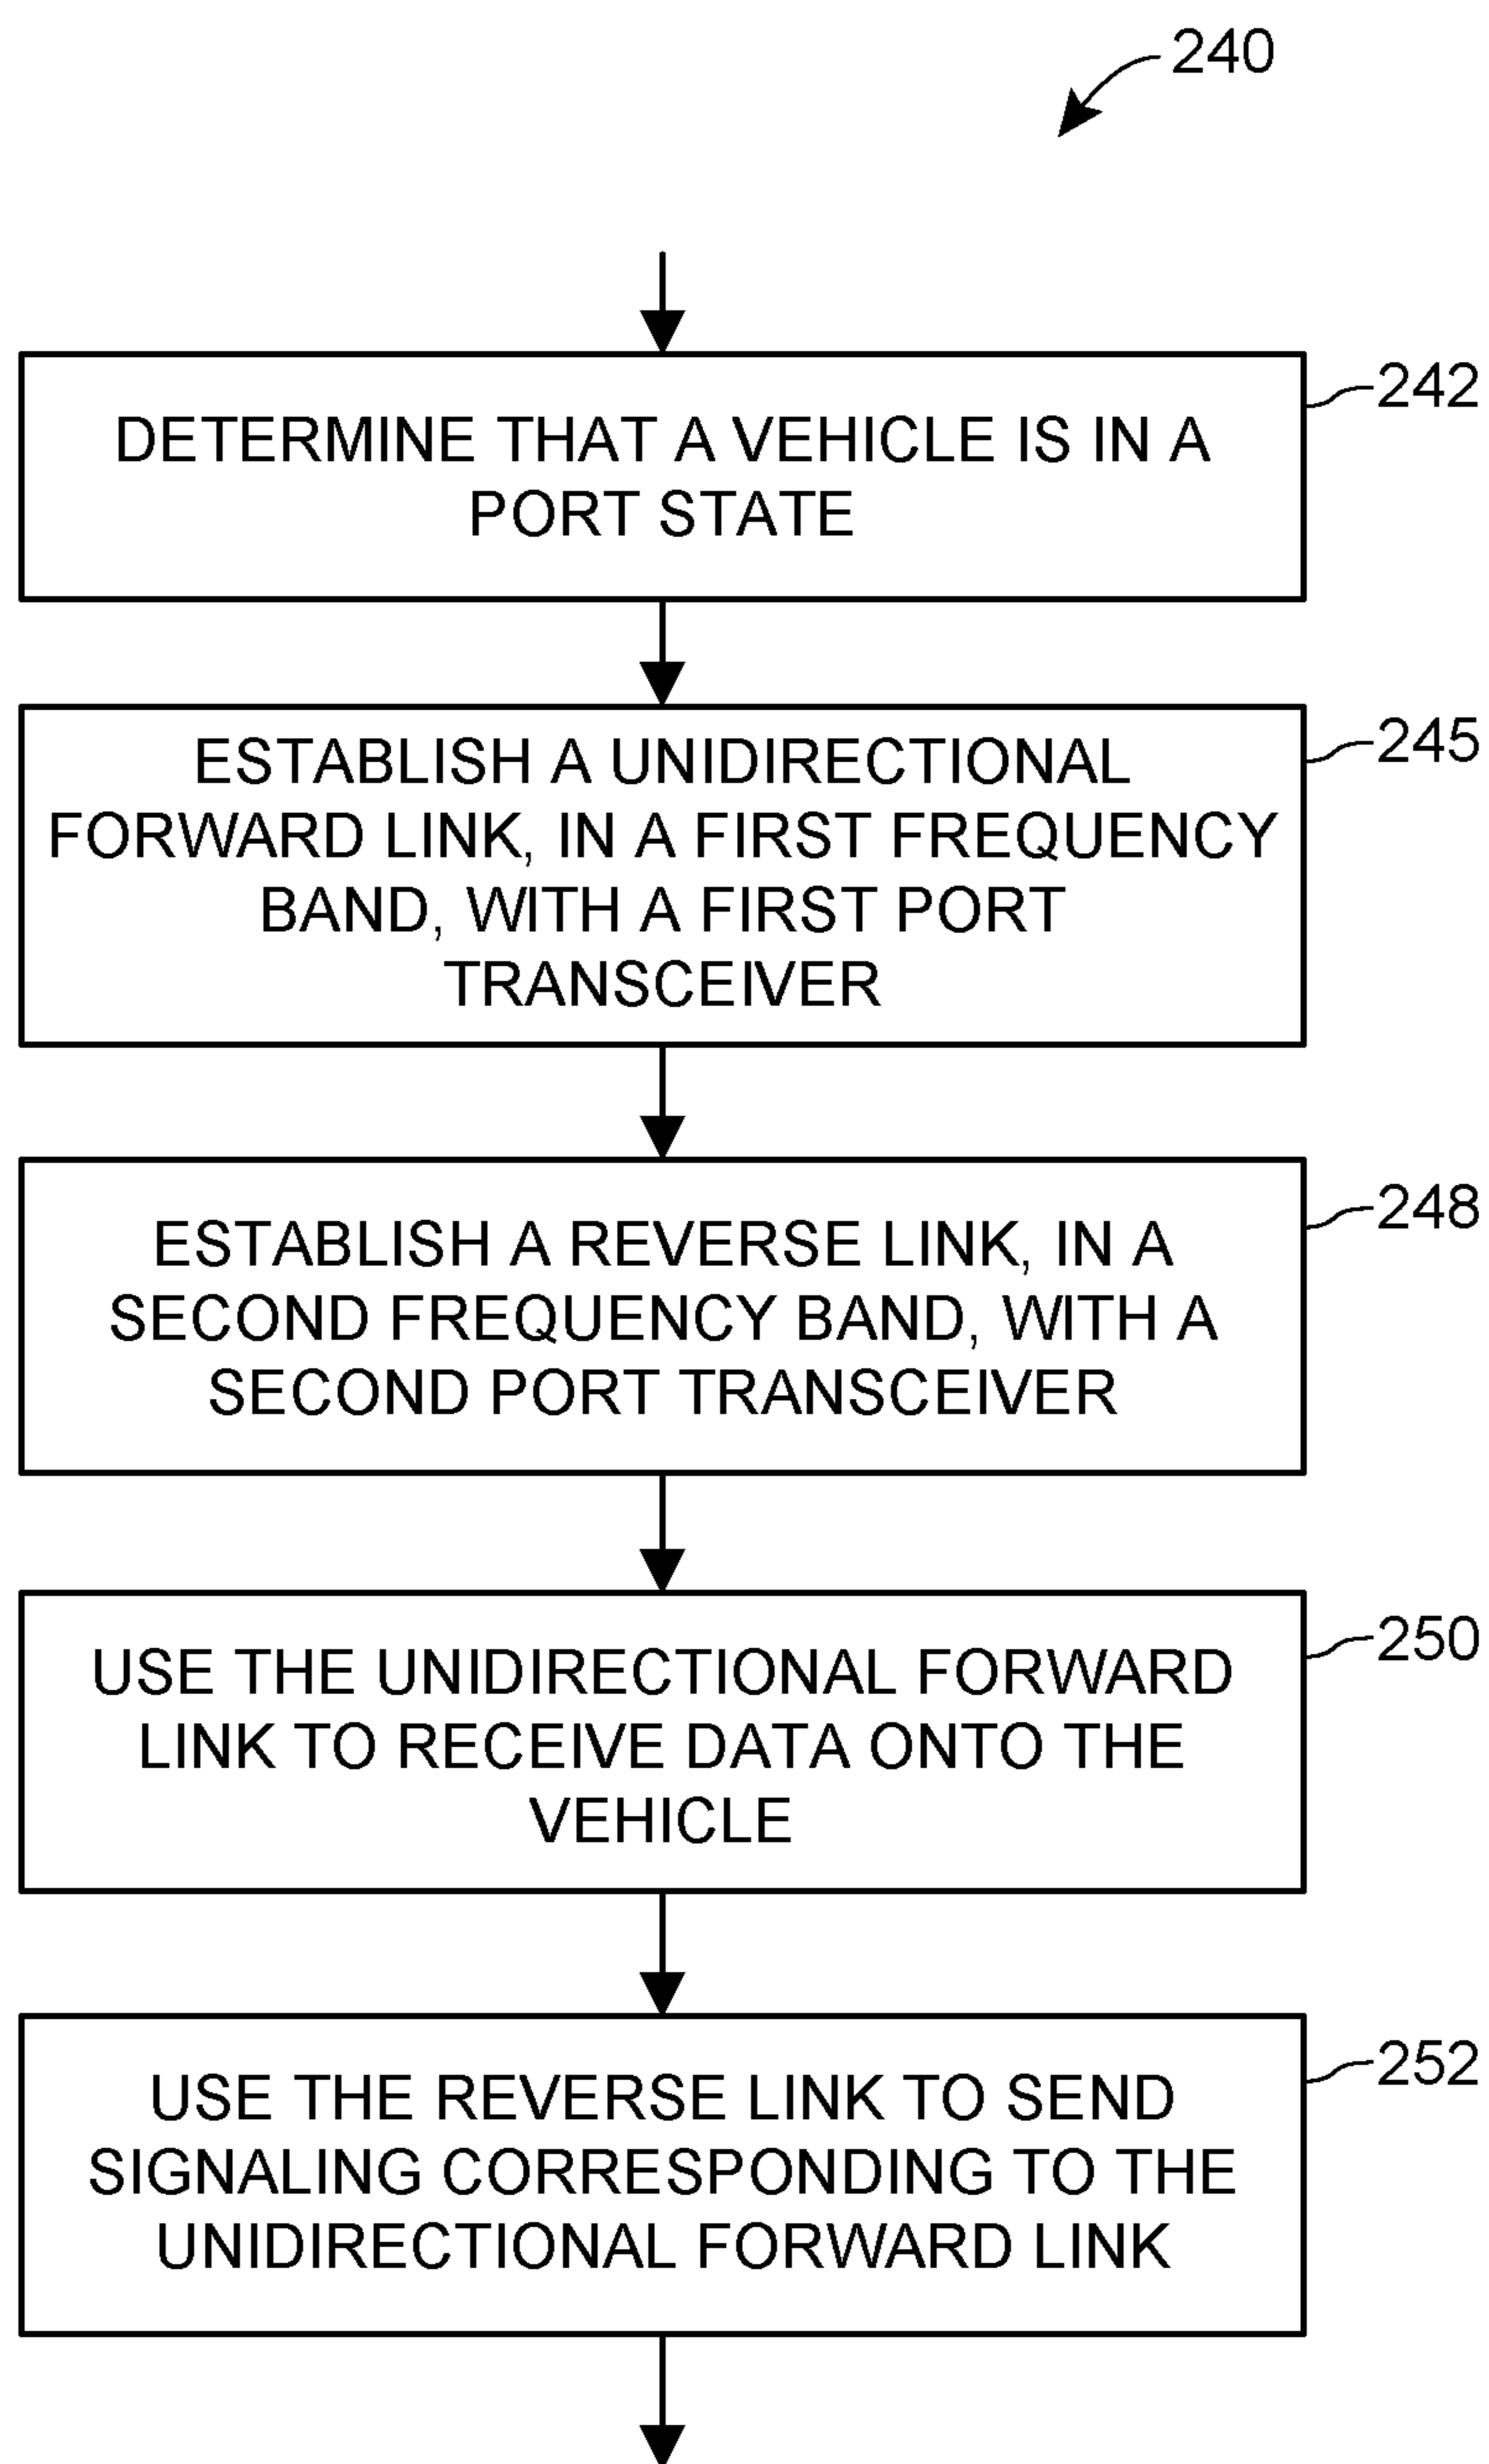 240
DETERMINE THAT A VEHICLE IS IN A
PORT STATE
242
ESTABLISH A UNIDIRECTIONAL
FORWARD LINK, IN A FIRST FREQUENCY
BAND, WITH A FIRST PORT
TRANSCEIVER
245
ESTABLISH A REVERSE LINK, IN A
SECOND FREQUENCY BAND, WITH A
SECOND PORT TRANSCEIVER
248
USE THE UNIDIRECTIONAL FORWARD
LINK TO RECEIVE DATA ONTO THE
VEHICLE
250
USE THE REVERSE LINK TO SEND
SIGNALING CORRESPONDING TO THE
UNIDIRECTIONAL FORWARD LINK
252